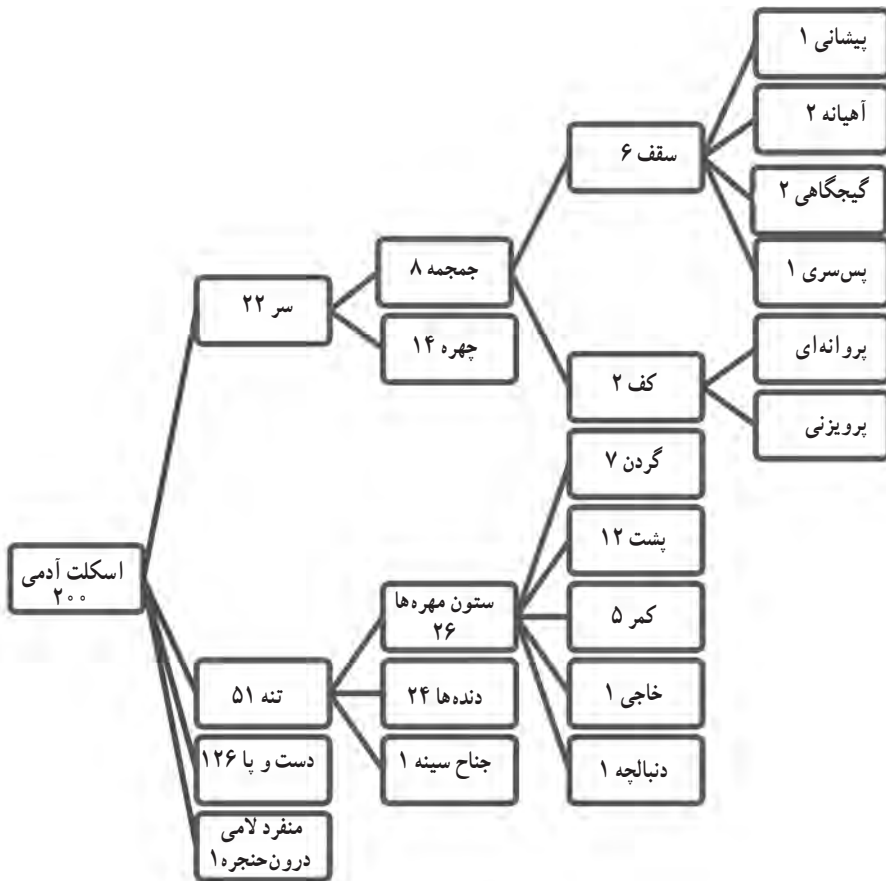 اسکلت آدمی
۲۰۰
سر ۲۲
جمجمه ۸
سقف ۶
پیشانی ۱
آهیانه ۲
گیجگاهی ۲
پس‌سری ۱
کف ۲
پروانه‌ای
پرویزنی
چهره ۱۴
تنه ۵۱
ستون مهره‌ها
۲۶
گردن ۷
پشت ۱۲
کمر ۵
خاجی ۱
دنبالچه ۱
دنده‌ها ۲۴
جناح سینه ۱
دست و پا ۱۲۶
منفرد لامی
درون‌حنجره۱